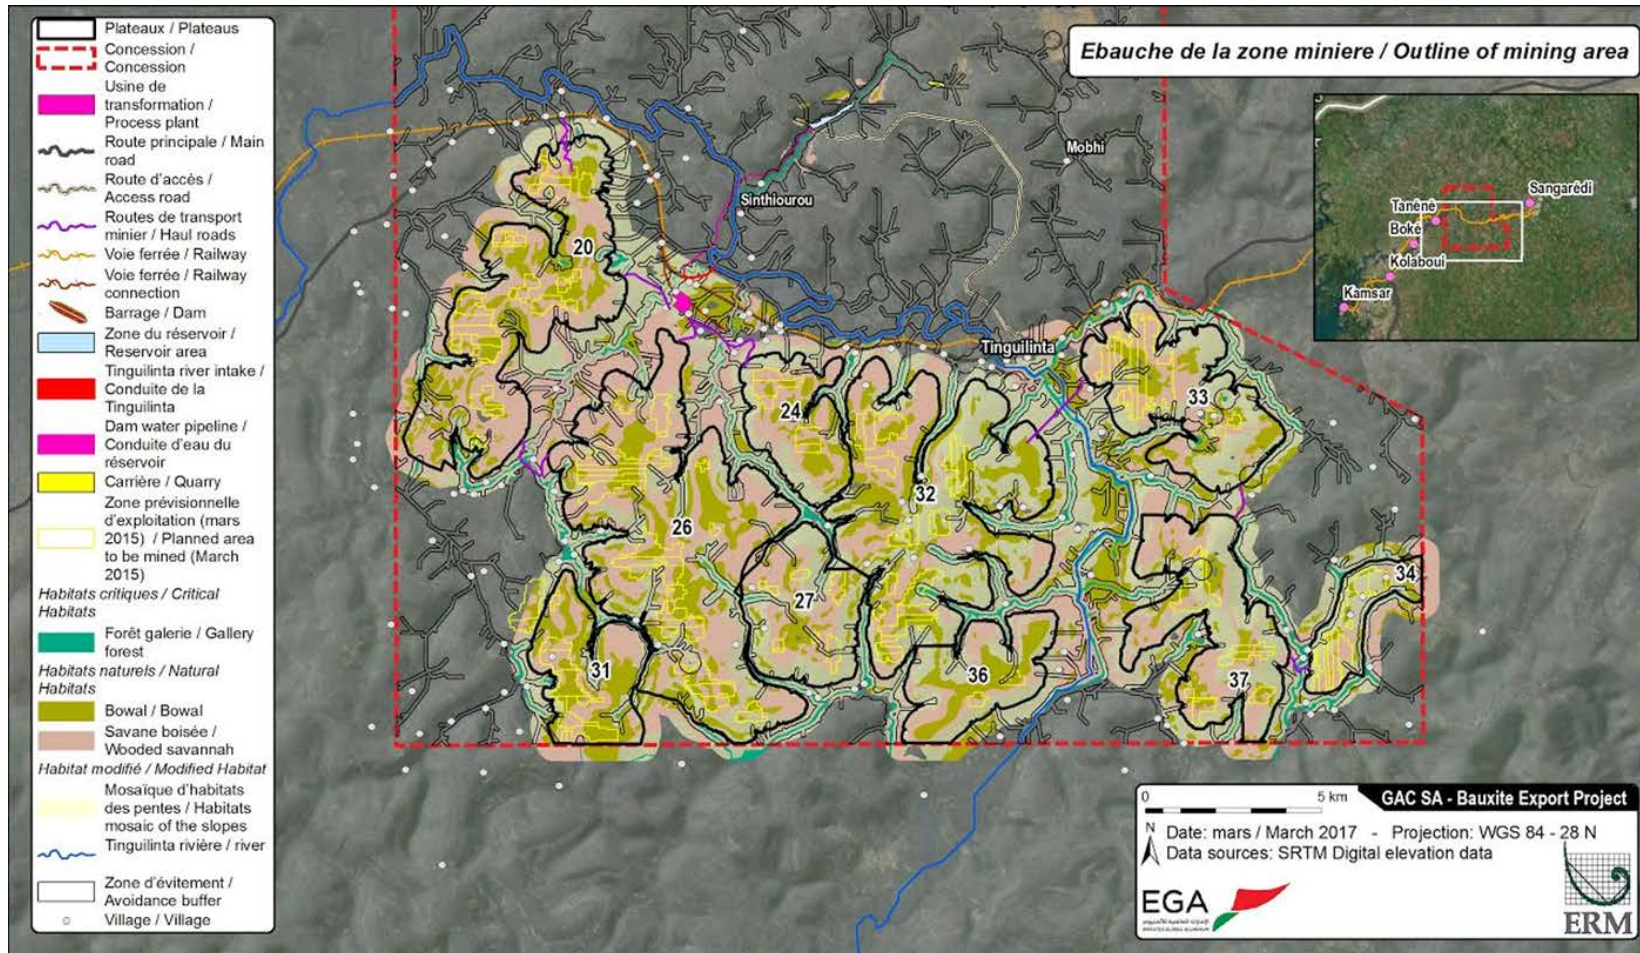 Plateaux / Plateaus
Concession /
Concession
Usine de
transformation /
Process plant
Route principale / Main
road
Route d'accès /
Access road
Routes de transport
minier / Haul roads
Voie ferrée / Railway
Voie ferrée / Railway
connection
Barrage / Dam
Zone du réservoir /
Reservoir area
Tinguilinta river intake /
Conduite de la
Tinguilinta
Dam water pipeline /
Conduite d'eau du
réservoir
Carrière / Quarry
Zone prévisionnelle
d'exploitation (mars
2015) / Planned area
to be mined (March
2015)
Habitats critiques / Critical
Habitats
Forêt galerie / Gallery
forest
Habitats naturels / Natural
Habitats
Bowal / Bowal
Savane boisée /
Wooded savannah
Habitat modifié / Modified Habitat
Mosaïque d'habitats
des pentes / Habitats
mosaic of the slopes
Tinguilinta rivière / river
Zone d'évitement /
Avoidance buffer
Village / Village
Ebauche de la zone miniere / Outline of mining area
Mobhi
Sinthiourou
Tinguilinta
20
24
33
32
26
27
34
31
36
37
Sangarédi
Tanènè
Boké
Kolaboui
Kamsar
0 5 km
GAC SA - Bauxite Export Project
N
Date: mars / March 2017 - Projection: WGS 84 - 28 N
Data sources: SRTM Digital elevation data
EGA
EMIRATES GLOBAL ALUMINIUM
ERM